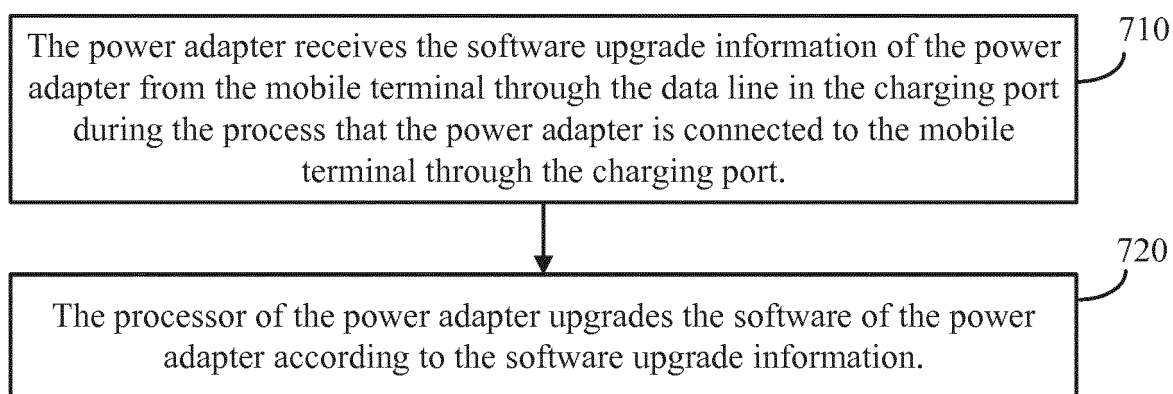 710
The power adapter receives the software upgrade information of the power
adapter from the mobile terminal through the data line in the charging port
during the process that the power adapter is connected to the mobile
terminal through the charging port.
720
The processor of the power adapter upgrades the software of the power
adapter according to the software upgrade information.